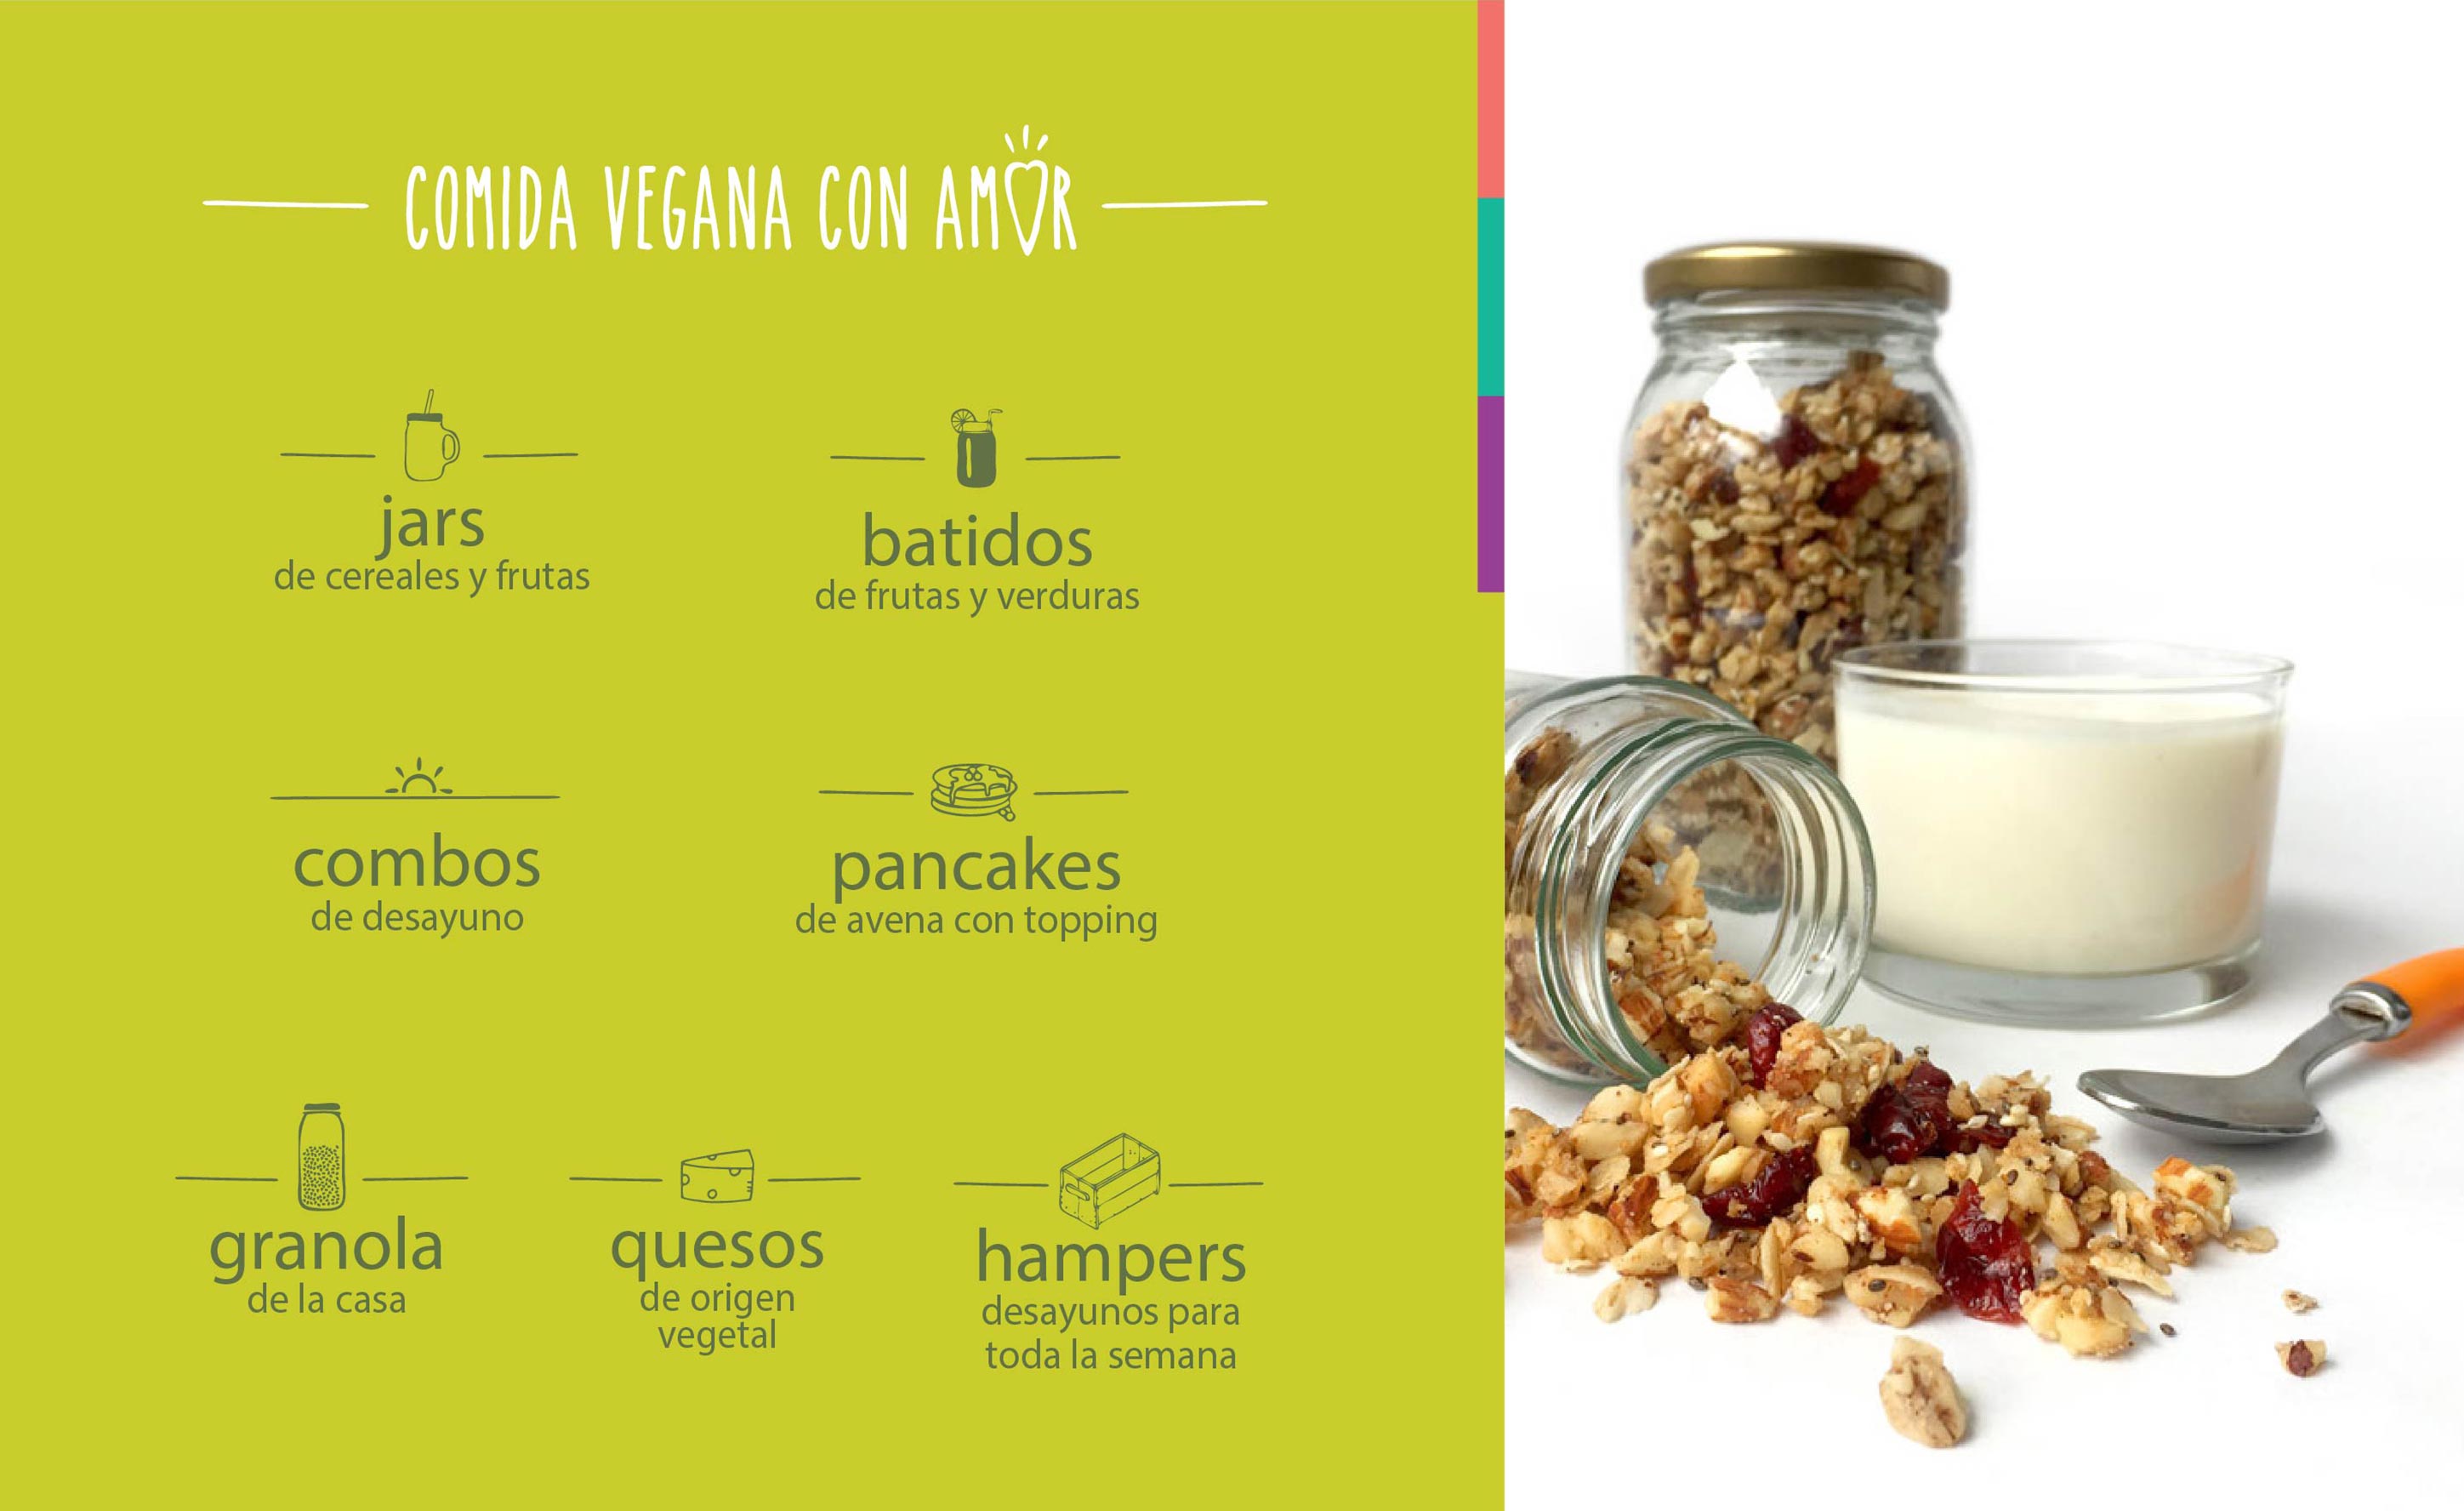 COMIDA VEGANA CON AMOR
jars
de cereales y frutas
batidos
de frutas y verduras
combos
de desayuno
pancakes
de avena con topping
granola
de la casa
quesos
de origen
vegetal
hampers
desayunos para
toda la semana